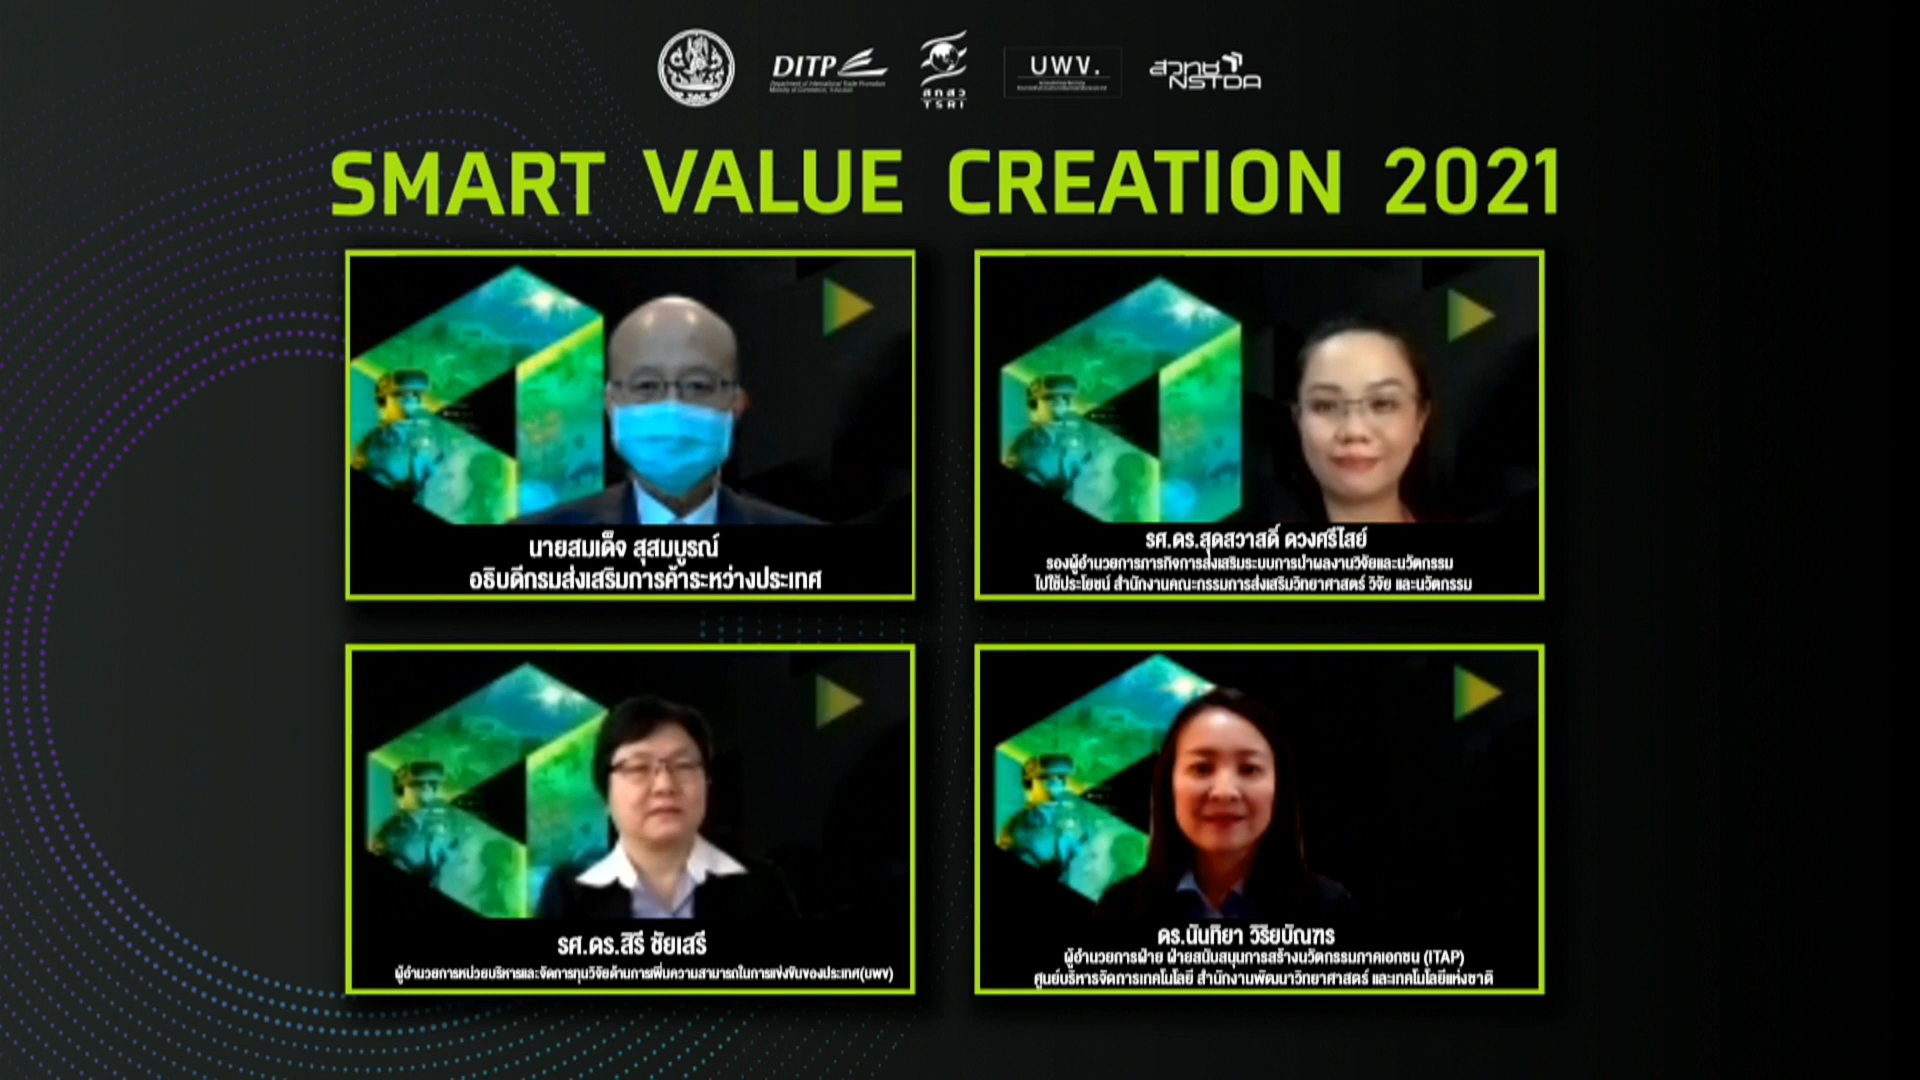 DITP
Department of International Trade Promotion
Ministry of Commerce, Thailand
สกสว
TSRI
UWV.
สวทช
NSTDA
SMART VALUE CREATION 2021
นายสมเด็จ สุสมบูรณ์
อธิบดีกรมส่งเสริมการค้าระหว่างประเทศ
รศ.ดร.สุดสวาสดิ์ ดวงศรีไสย์
รองผู้อำนวยการภารกิจการส่งเสริมระบบการนำผลงานวิจัยและนวัตกรรม
ไปใช้ประโยชน์ สำนักงานคณะกรรมการส่งเสริมวิทยาศาสตร์ วิจัย และนวัตกรรม
รศ.ดร.สิรี ชัยเสรี
ผู้อำนวยการหน่วยบริหารและจัดการทุนวิจัยด้านการเพิ่มความสามารถในการแข่งขันของประเทศ(บพข)
ดร.นันทิยา วิริยบัณฑร
ผู้อำนวยการฝ่าย ฝ่ายสนับสนุนการสร้างนวัตกรรมภาคเอกชน (ITAP)
ศูนย์บริหารจัดการเทคโนโลยี สำนักงานพัฒนาวิทยาศาสตร์ และเทคโนโลยีแห่งชาติ